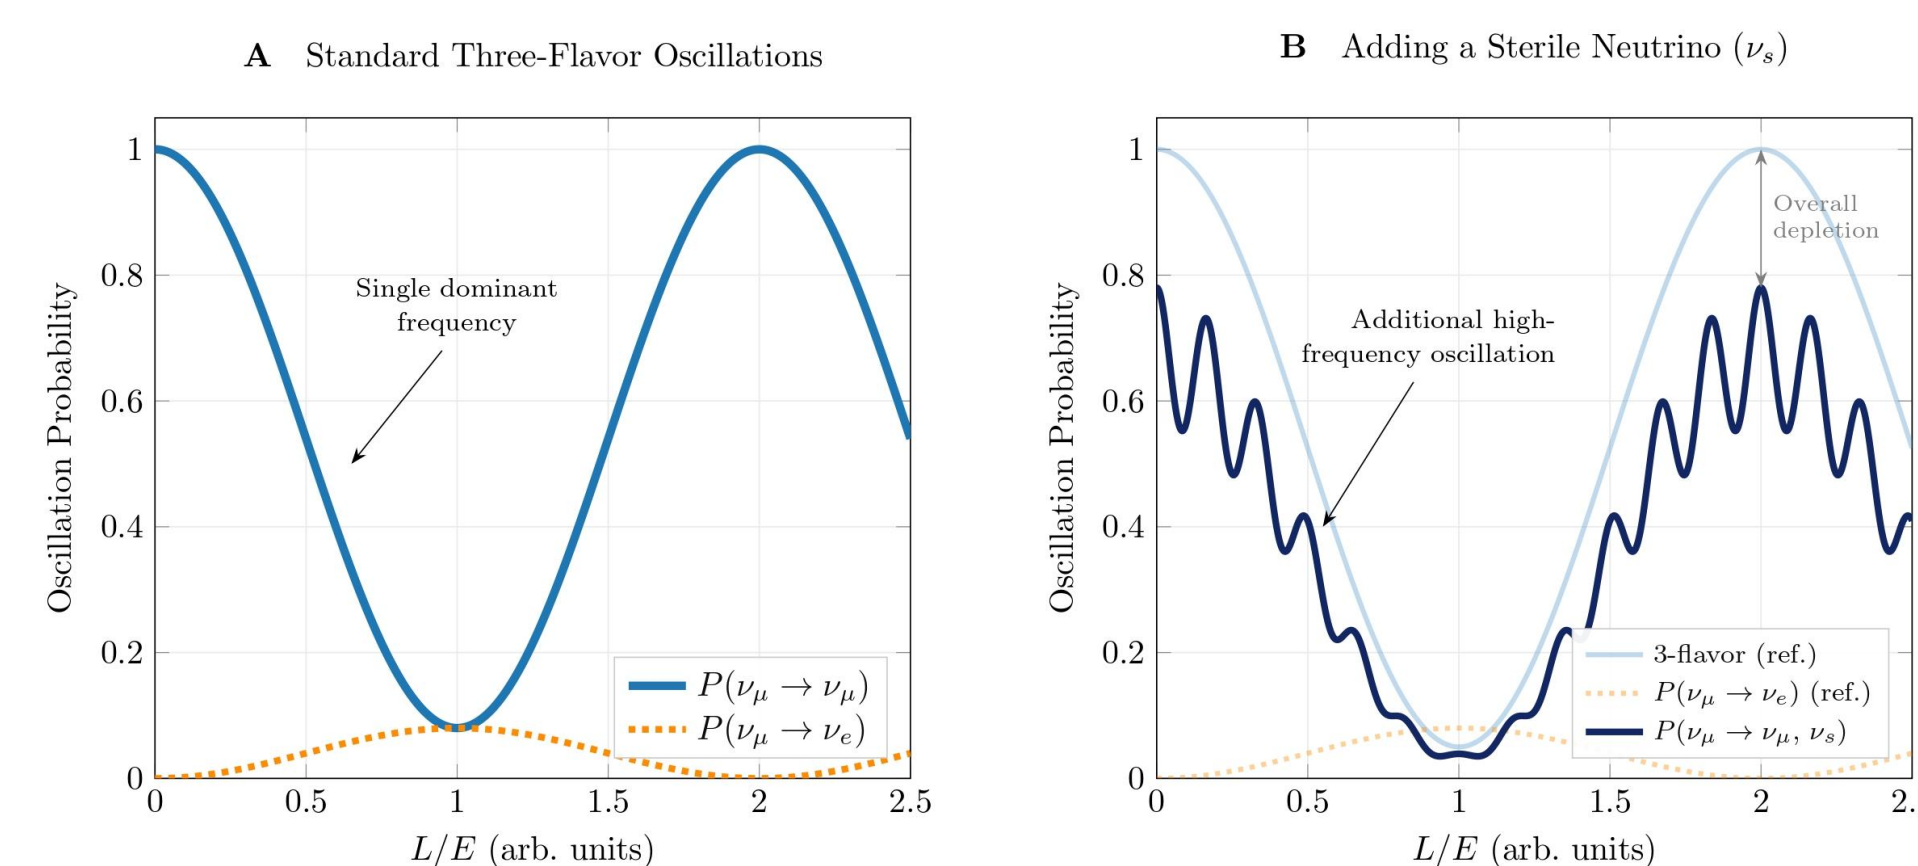 A Standard Three-Flavor Oscillations
Oscillation Probability
1
0.8
0.6
0.4
0.2
0
0 0.5 1 1.5 2 2.5
L/E (arb. units)
Single dominant
frequency
P(νμ → νμ)
P(νμ → νe)
B Adding a Sterile Neutrino (νs)
Oscillation Probability
1
0.8
0.6
0.4
0.2
0
0 0.5 1 1.5 2 2.
L/E (arb. units)
Overall
depletion
Additional high-
frequency oscillation
3-flavor (ref.)
P(νμ → νe) (ref.)
P(νμ → νμ, νs)